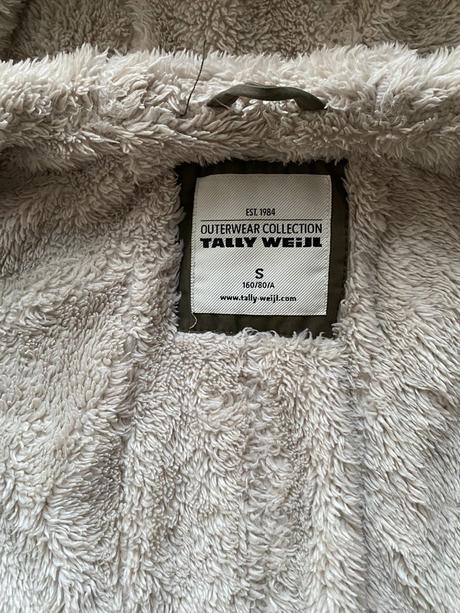 EST. 1984
OUTERWEAR COLLECTION
TALLY WEiJL
S
160/80/A
www.tally-weijl.com